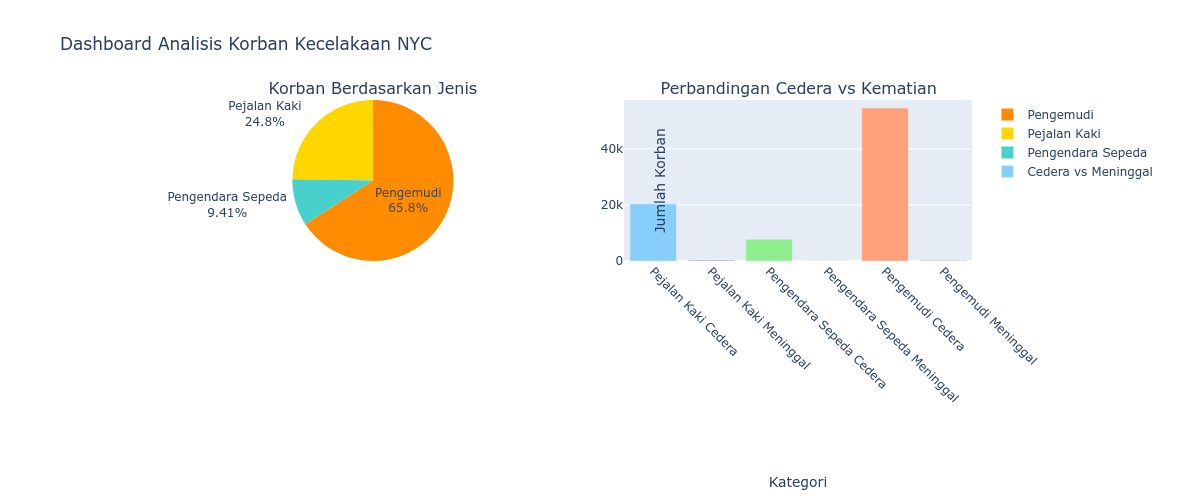 Dashboard Analisis Korban Kecelakaan NYC
Korban Berdasarkan Jenis
Pejalan Kaki
24.8%
Pengendara Sepeda
9.41%
Pengemudi
65.8%
Perbandingan Cedera vs Kematian
Jumlah Korban
40k
20k
0
Pejalan Kaki Cedera
Pejalan Kaki Meninggal
Pengendara Sepeda Cedera
Pengendara Sepeda Meninggal
Pengemudi Cedera
Pengemudi Meninggal
Kategori
Pengemudi
Pejalan Kaki
Pengendara Sepeda
Cedera vs Meninggal